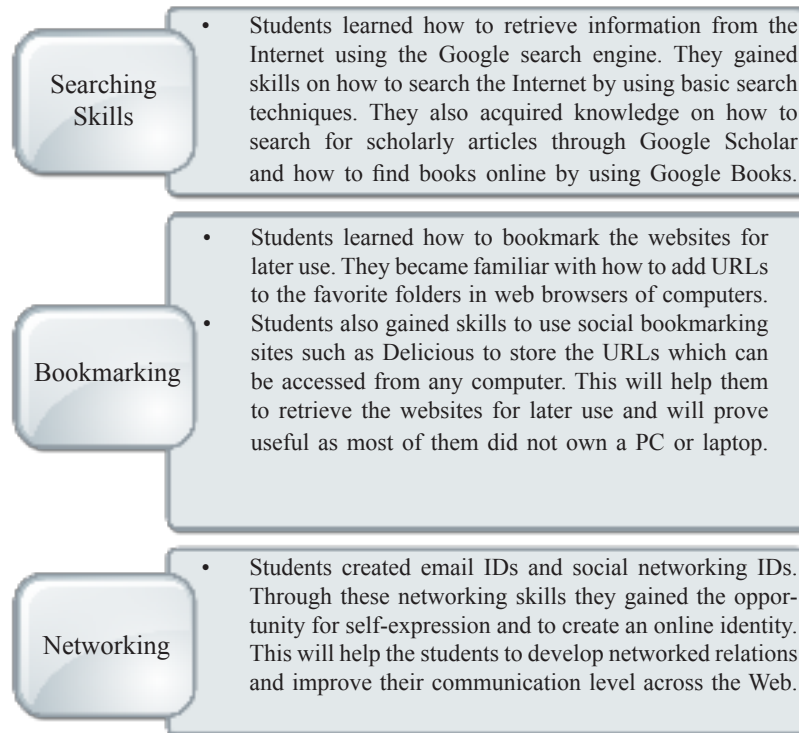 Searching
Skills
• Students learned how to retrieve information from the
Internet using the Google search engine. They gained
skills on how to search the Internet by using basic search
techniques. They also acquired knowledge on how to
search for scholarly articles through Google Scholar
and how to find books online by using Google Books.
Bookmarking
• Students learned how to bookmark the websites for
later use. They became familiar with how to add URLs
to the favorite folders in web browsers of computers.
• Students also gained skills to use social bookmarking
sites such as Delicious to store the URLs which can
be accessed from any computer. This will help them
to retrieve the websites for later use and will prove
useful as most of them did not own a PC or laptop.
Networking
• Students created email IDs and social networking IDs.
Through these networking skills they gained the oppor-
tunity for self-expression and to create an online identity.
This will help the students to develop networked relations
and improve their communication level across the Web.